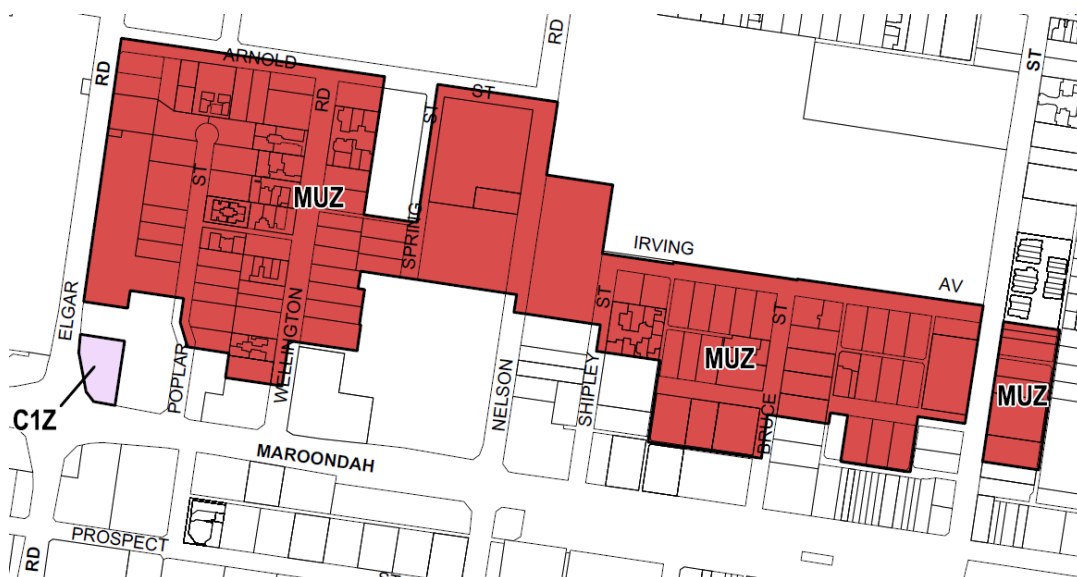 ARNOLD
RD
RD
RD
ST
ST
ST
ST
MUZ
SPRING
IRVING
AV
ST
ST
ELGAR
WELLINGTON
POPLAR
NELSON
SHIPLEY
BRUCE
MUZ
MUZ
C1Z
MAROONDAH
PROSPECT
RD